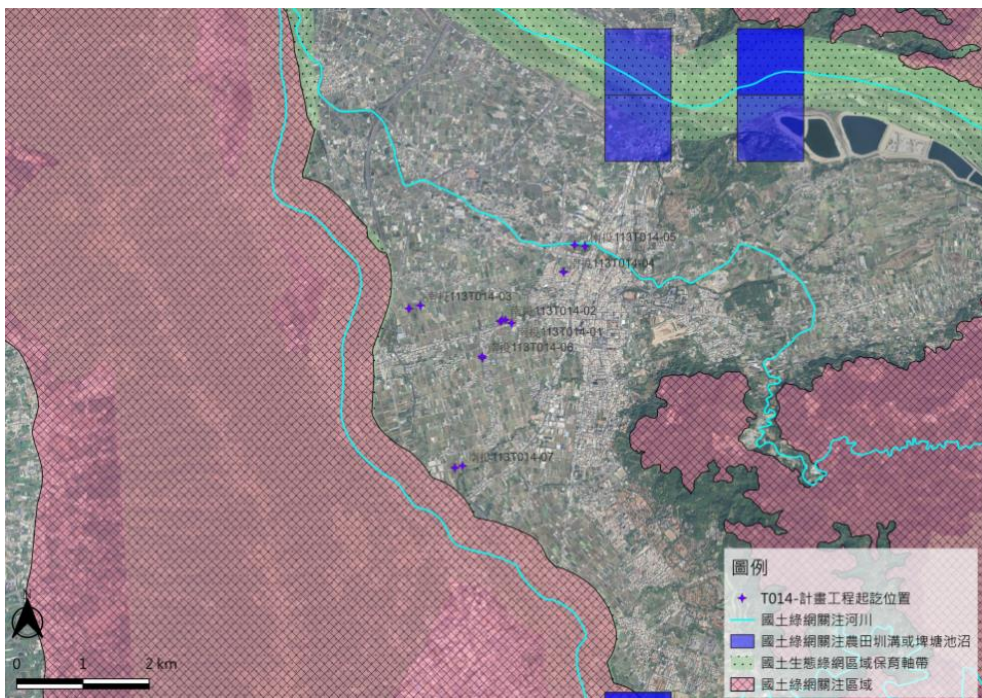 113T014-05
113T014-04
113T014-03
113T014-02
113T014-01
113T014-06
113T014-07
圖例
T014-計畫工程起訖位置
國土綠網關注河川
國土綠網關注農田圳溝或埤塘池沼
國土生態綠網區域保育軸帶
國土綠網關注區域
0 1 2 km